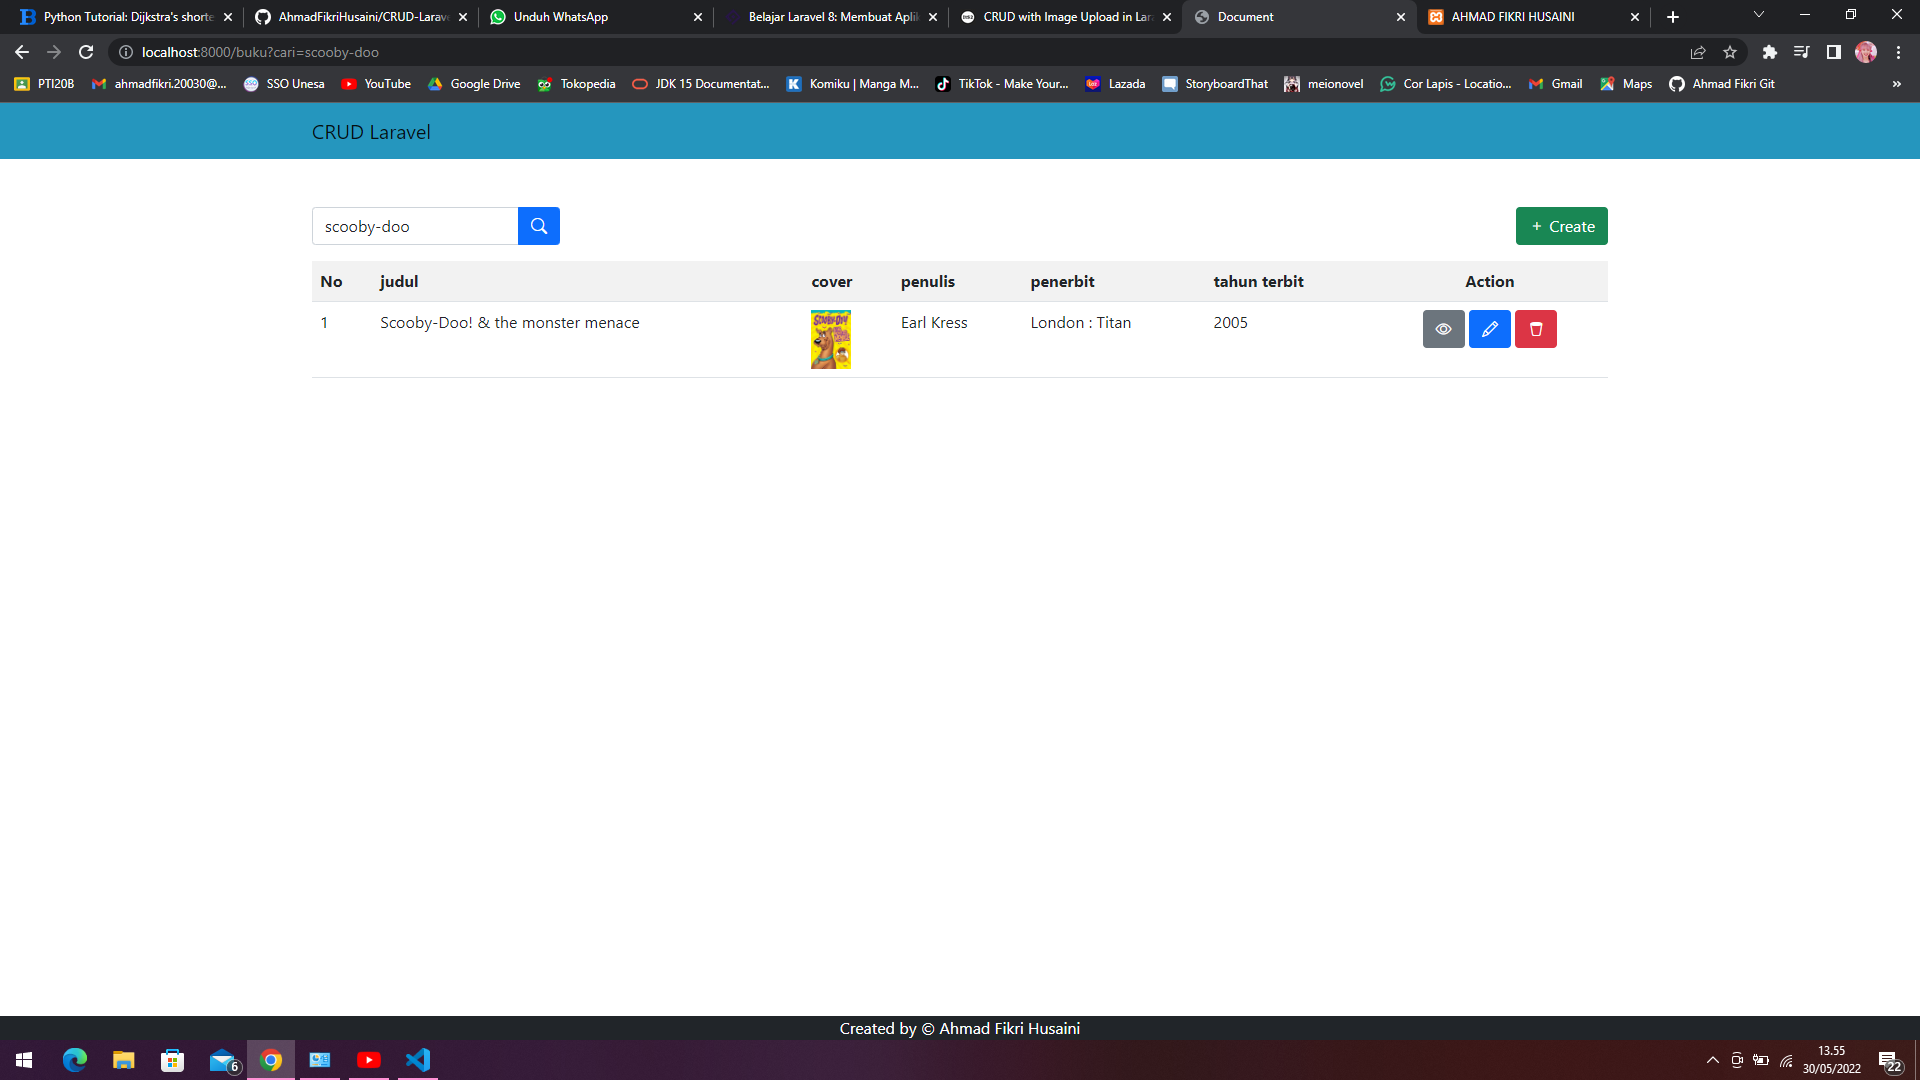 Python Tutorial: Dijkstra's shorte
AhmadFikriHusaini/CRUD-Larave
Unduh WhatsApp
Belajar Laravel 8: Membuat Apli
CRUD with Image Upload in Lar
Document
AHMAD FIKRI HUSAINI
localhost:8000/buku?cari=scooby-doo
PTI20B
ahmadfikri.20030@...
SSO Unesa
YouTube
Google Drive
Tokopedia
JDK 15 Documentat...
Komiku | Manga M...
TikTok - Make Your...
Lazada
StoryboardThat
meionovel
Cor Lapis - Locatio...
Gmail
Maps
Ahmad Fikri Git
»
CRUD Laravel
scooby-doo
+ Create
No judul cover penulis penerbit tahun terbit Action
1 Scooby-Doo! & the monster menace Earl Kress London : Titan 2005
SCOOBY-DOO!
Created by © Ahmad Fikri Husaini
6
13.55
30/05/2022
22